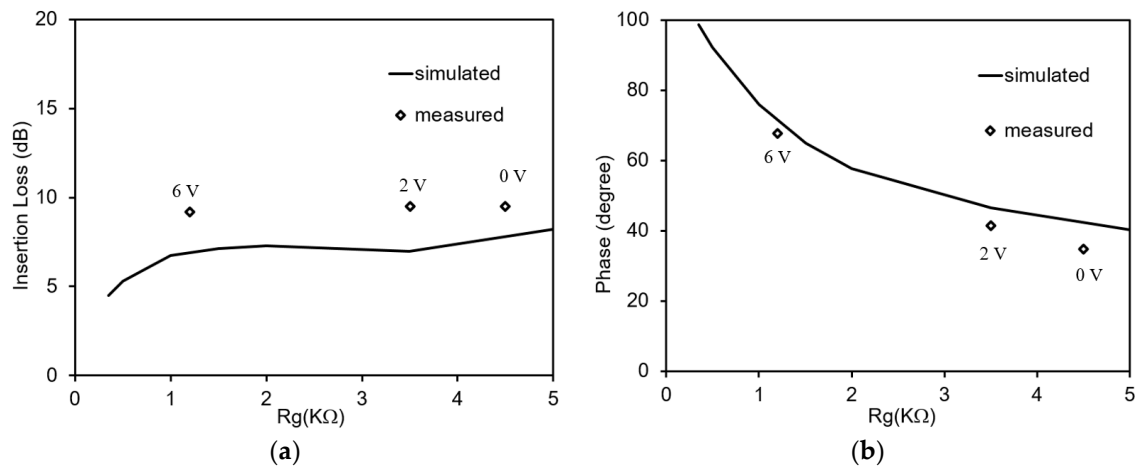 20
15
10
5
0
Insertion Loss (dB)
simulated
measured
6 V
2 V
0 V
0 1 2 3 4 5
Rg(KΩ)
(a)
100
80
60
40
20
0
Phase (degree)
simulated
measured
6 V
2 V
0 V
0 1 2 3 4 5
Rg(KΩ)
(b)